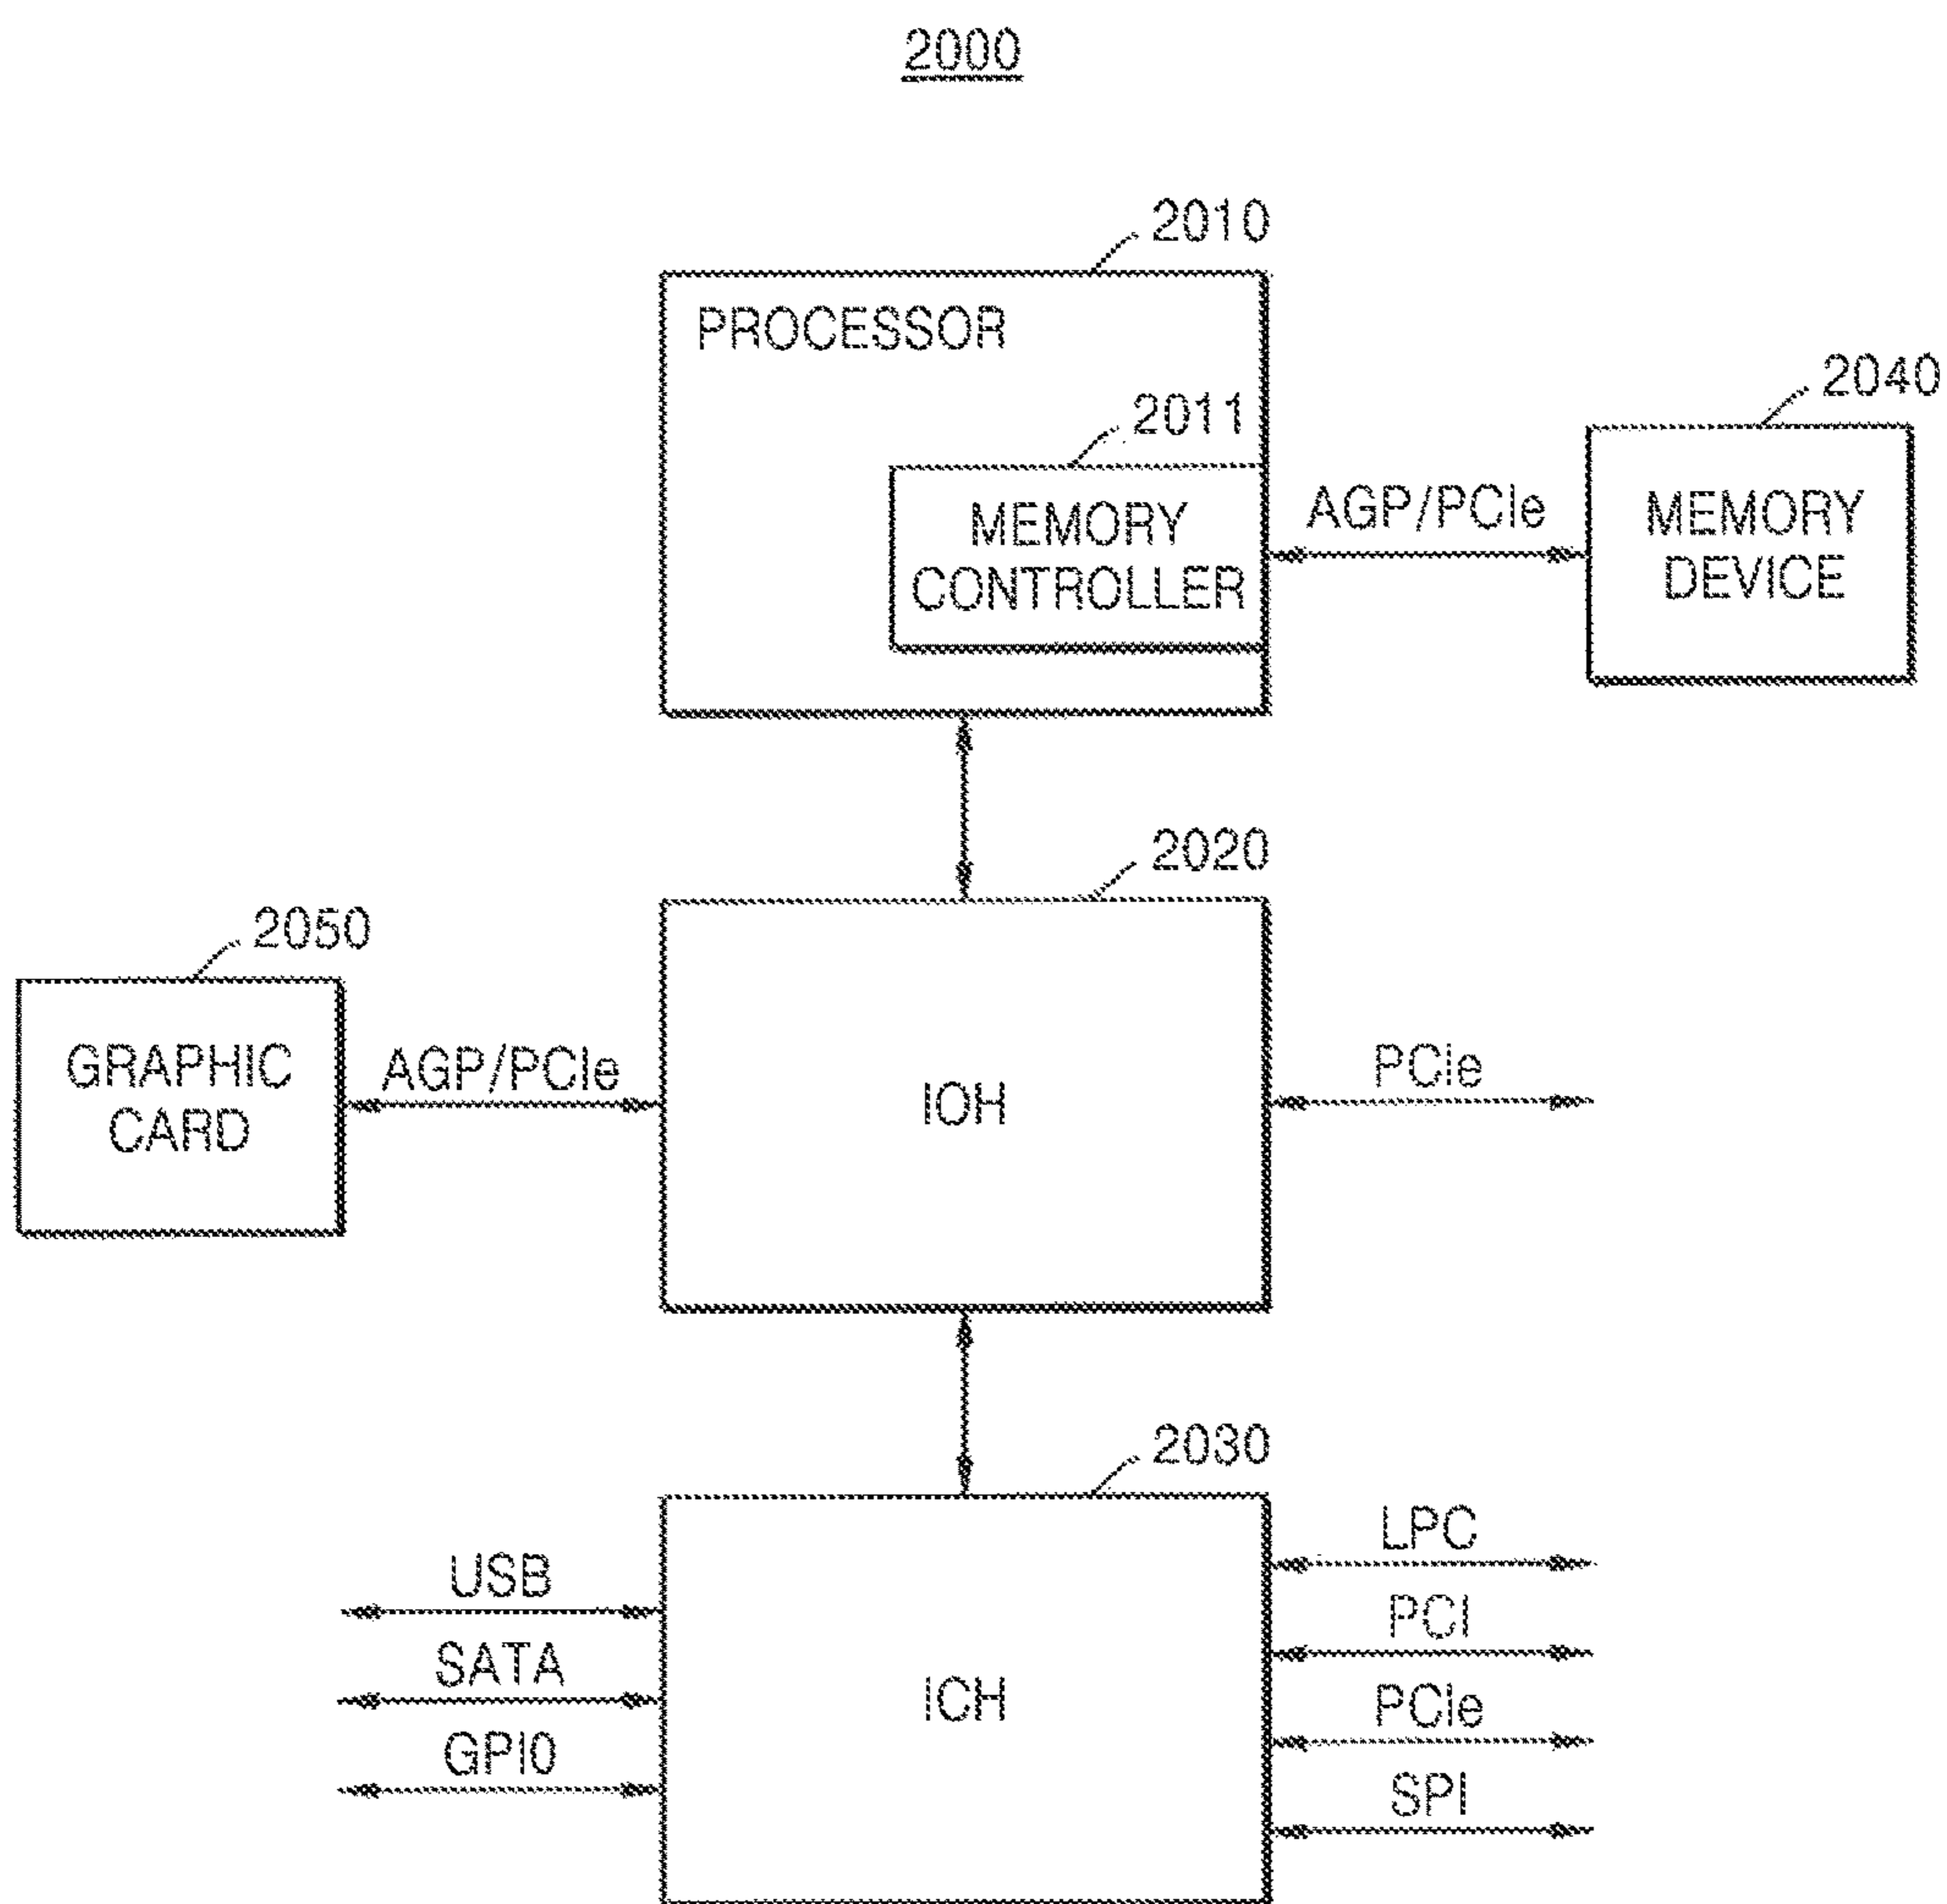 2000
2010
PROCESSOR
2011
MEMORY
CONTROLLER
AGP/PCIe
2040
MEMORY
DEVICE
2020
IOH
2050
GRAPHIC
CARD
AGP/PCIe
PCIe
2030
ICH
USB
SATA
GPI0
LPC
PCI
PCIe
SPI